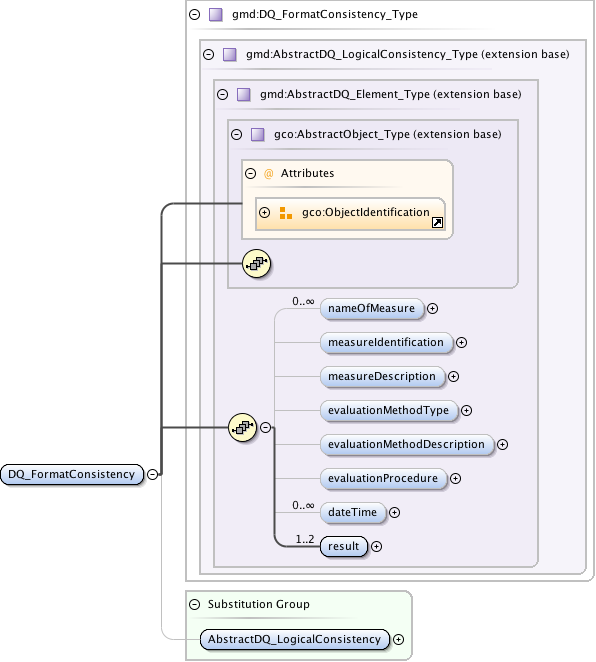 gmd:DQ_FormatConsistency_Type
gmd:AbstractDQ_LogicalConsistency_Type (extension base)
gmd:AbstractDQ_Element_Type (extension base)
gco:AbstractObject_Type (extension base)
@ Attributes
gco:ObjectIdentification
0..∞
nameOfMeasure
measureIdentification
measureDescription
evaluationMethodType
evaluationMethodDescription
DQ_FormatConsistency
evaluationProcedure
0..∞
dateTime
1..2
result
Substitution Group
AbstractDQ_LogicalConsistency